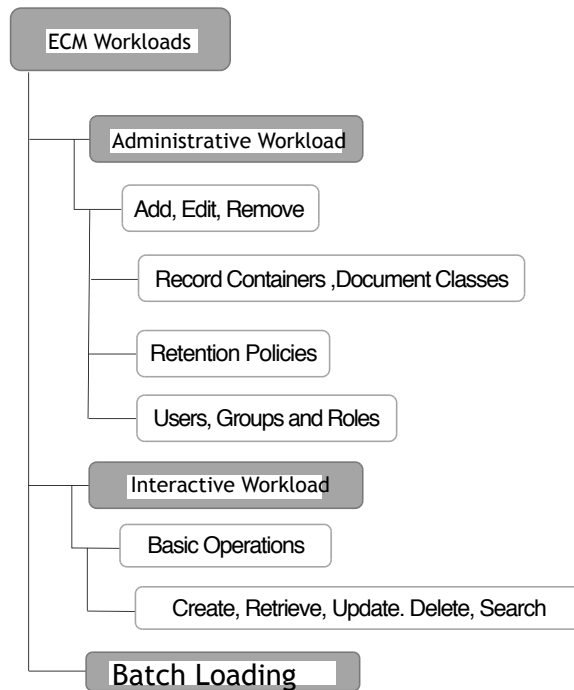 ECM Workloads
Administrative Workload
Add, Edit, Remove
Record Containers ,Document Classes
Retention Policies
Users, Groups and Roles
Interactive Workload
Basic Operations
Create, Retrieve, Update. Delete, Search
Batch Loading